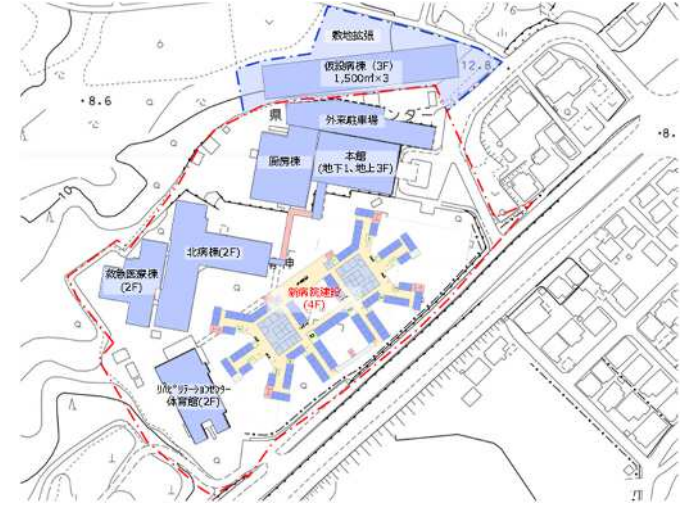 敷地拡張
仮設病棟（3F）
1,500㎡×3
12.8
8.6
県
ンター
外来駐車場
厨房棟
本館
(地下1、地上3F)
8.
10
北病棟(2F)
救急医療棟
(2F)
新病院建設
(4F)
ﾘﾊﾋﾞﾘﾃｰｼｮﾝｾﾝﾀｰ
体育館(2F)